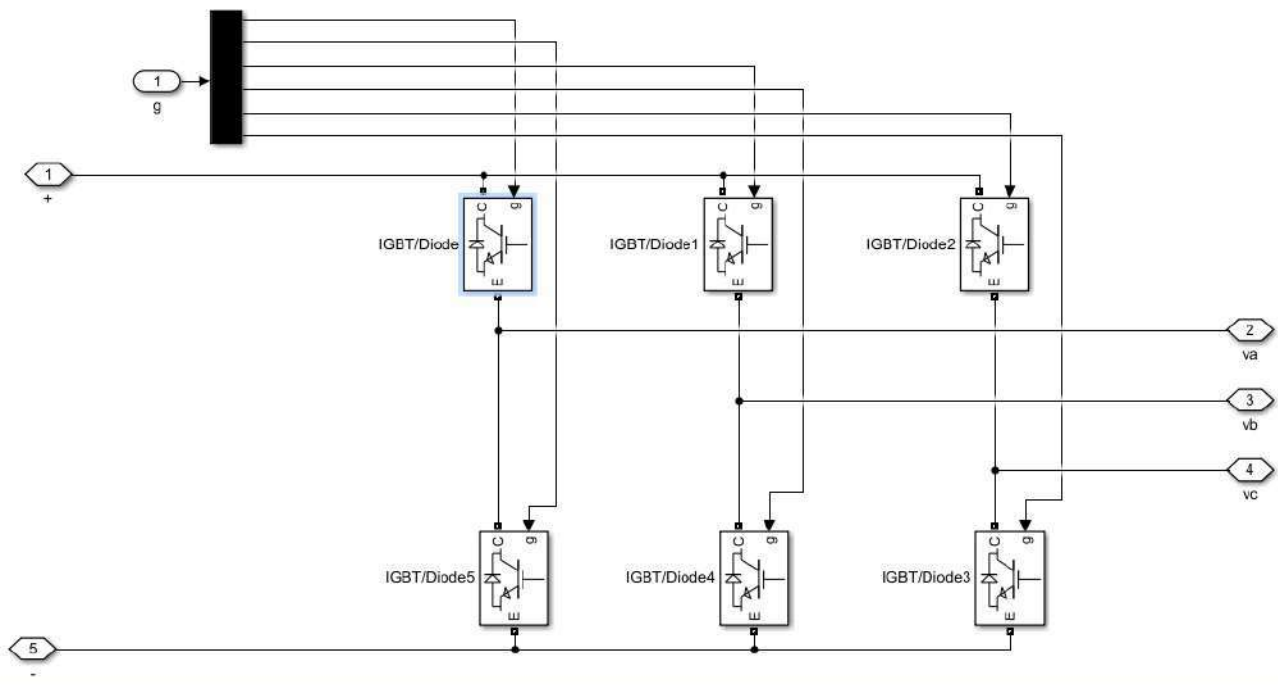 1
g
1
+
C g
IGBT/Diode
E
C g
IGBT/Diode1
E
C g
IGBT/Diode2
E
2
va
3
vb
4
vc
C g
IGBT/Diode5
E
C g
IGBT/Diode4
E
C g
IGBT/Diode3
E
5
-